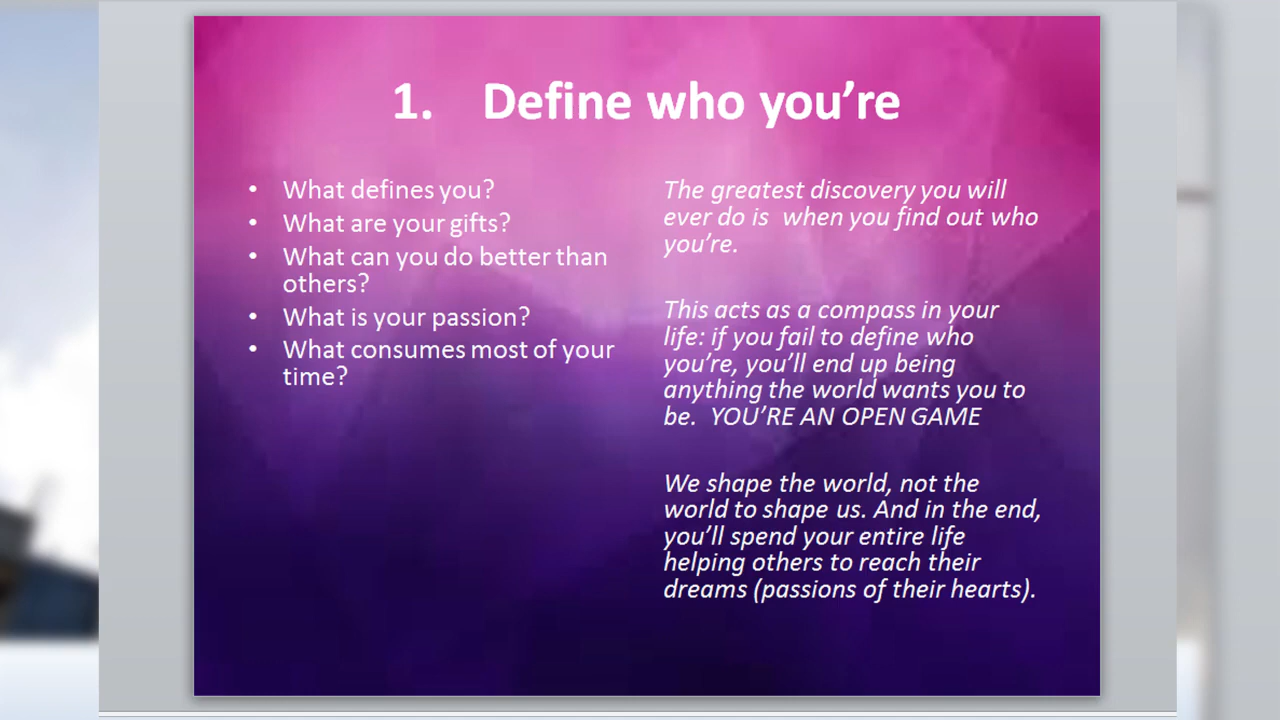 1. Define who you're
• What defines you?
• What are your gifts?
• What can you do better than
others?
• What is your passion?
• What consumes most of your
time?
The greatest discovery you will
ever do is  when you find out who
you're.
This acts as a compass in your
life: if you fail to define who
you're, you'll end up being
anything the world wants you to
be.  YOU'RE AN OPEN GAME
We shape the world, not the
world to shape us. And in the end,
you'll spend your entire life
helping others to reach their
dreams (passions of their hearts).